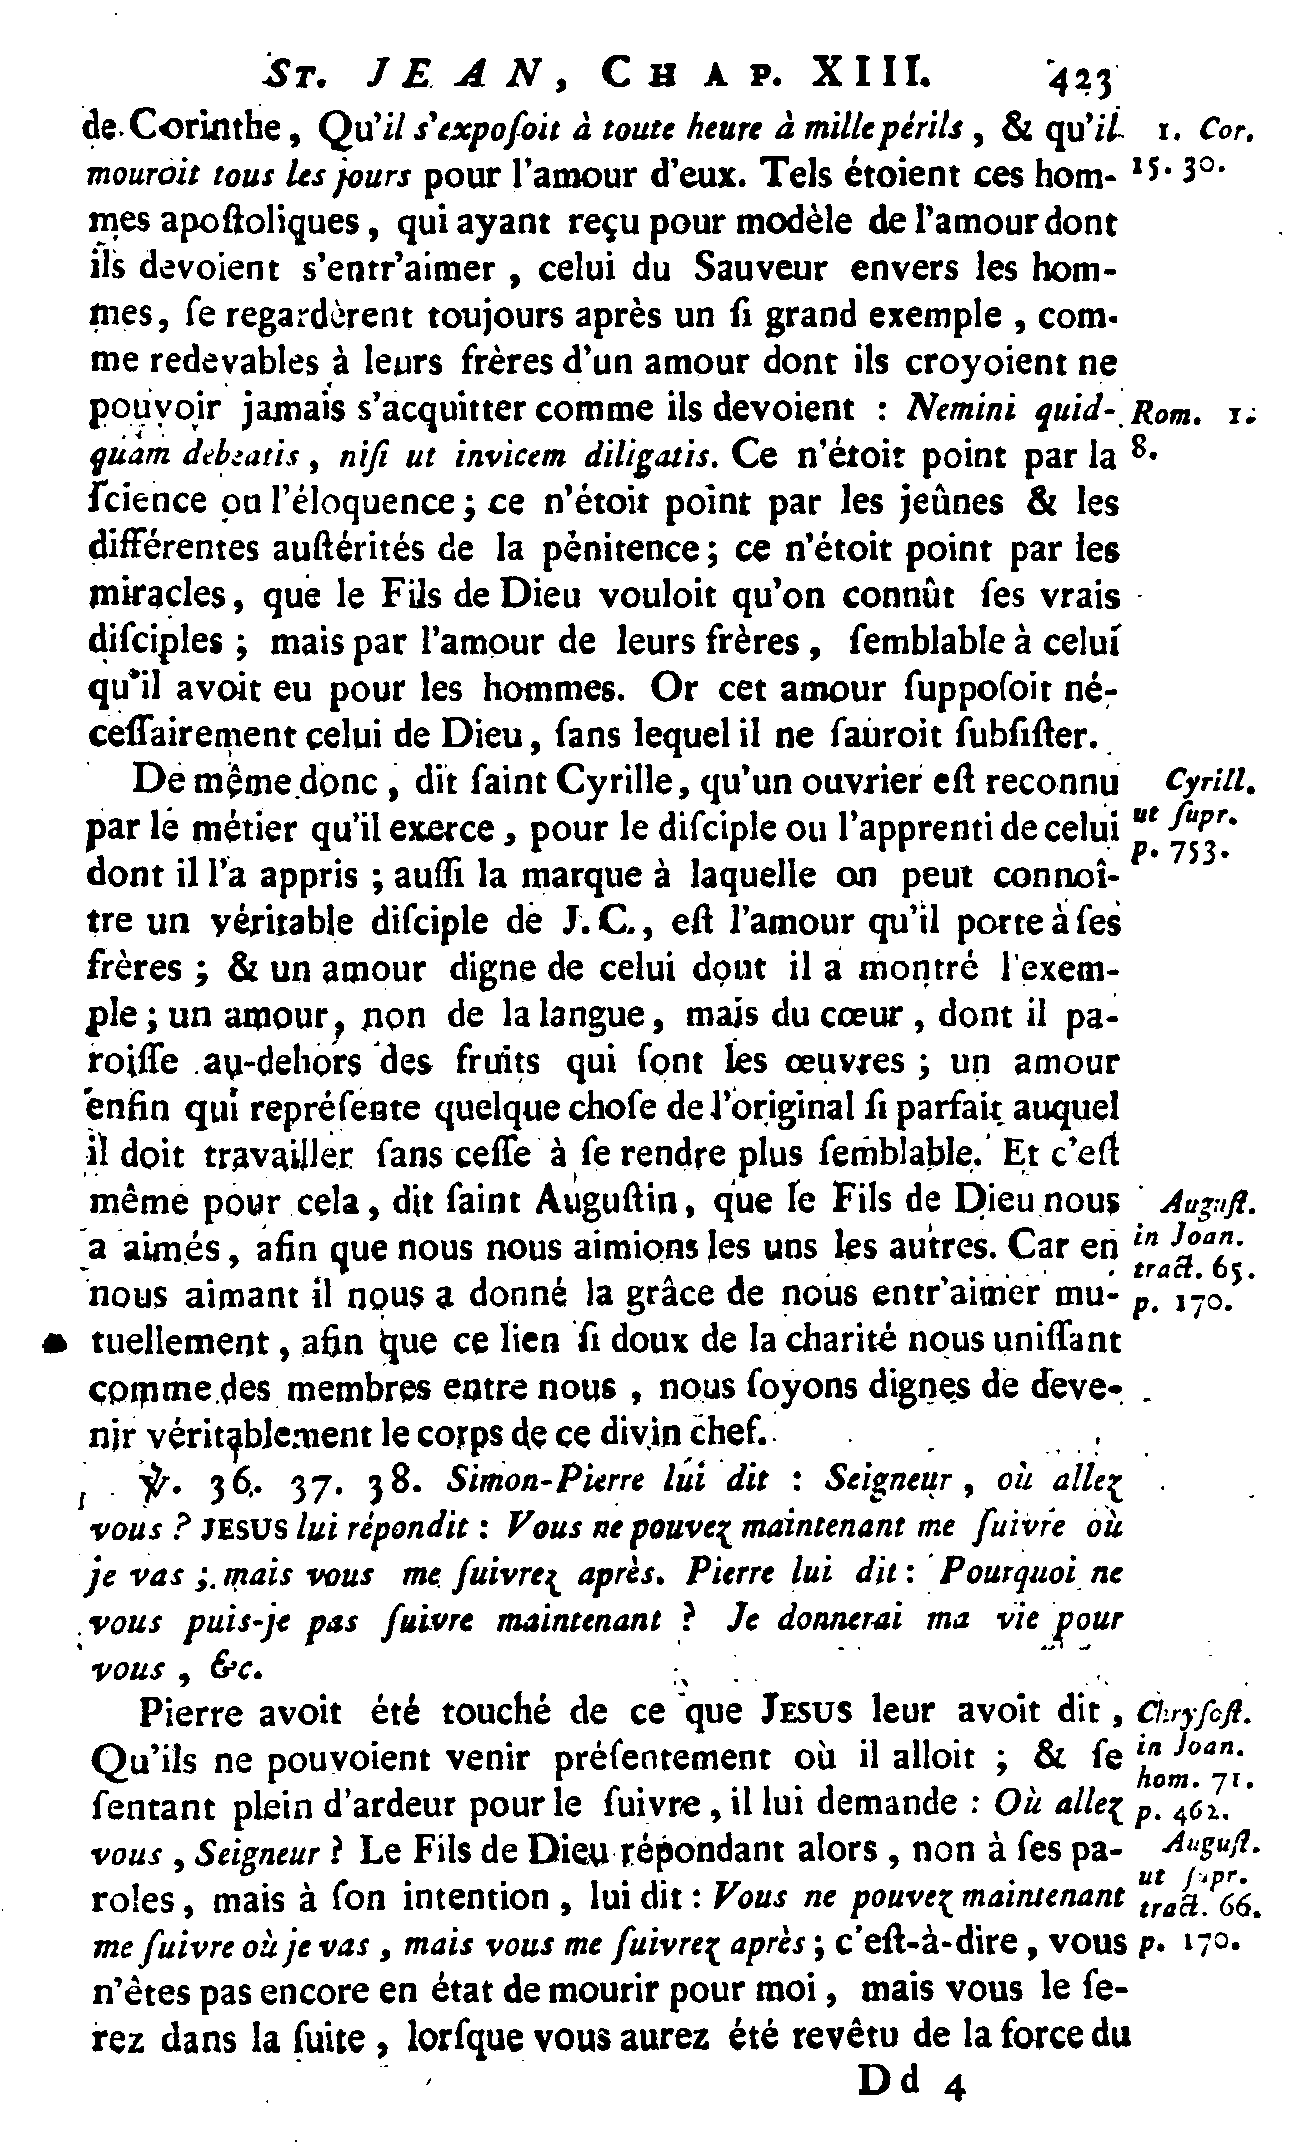 ST. JEAN, CHAP. XIII. 423
de Corinthe, Qu'il s'expoſoit à toute heure à mille périls, & qu'il
1. Cor.
mouroit tous les jours pour l'amour d'eux. Tels étoient ces hom-
15. 30.
mes apoſtoliques, qui ayant reçu pour modèle de l'amour dont
ils devoient s'entr'aimer, celui du Sauveur envers les hom-
mes, ſe regardèrent toujours après un ſi grand exemple, com-
me redevables à leurs frères d'un amour dont ils croyoient ne
pouvoir jamais s'acquitter comme ils devoient : Nemini quid-
Rom. 1.
quàm debeatis, niſi ut invicem diligatis. Ce n'étoit point par la
8.
ſcience ou l'éloquence ; ce n'étoit point par les jeûnes & les
différentes auſtérités de la pénitence ; ce n'étoit point par les
miracles, que le Fils de Dieu vouloit qu'on connût ſes vrais
diſciples ; mais par l'amour de leurs frères, ſemblable à celui
qu'il avoit eu pour les hommes. Or cet amour ſuppoſoit né-
ceſſairement celui de Dieu, ſans lequel il ne ſauroit ſubſiſter.
De même donc, dit ſaint Cyrille, qu'un ouvrier eſt reconnu
Cyrill.
par le métier qu'il exerce, pour le diſciple ou l'apprenti de celui
ut ſupr.
p. 753.
dont il l'a appris ; auſſi la marque à laquelle on peut connoî-
tre un véritable diſciple de J. C., eſt l'amour qu'il porte à ſes
frères ; & un amour digne de celui dont il a montré l'exem-
ple ; un amour, non de la langue, mais du cœur, dont il pa-
roiſſe au-dehors des fruits qui ſont les œuvres ; un amour
enfin qui repréſente quelque choſe de l'original ſi parfait auquel
il doit travailler ſans ceſſe à ſe rendre plus ſemblable. Et c'eſt
même pour cela, dit ſaint Auguſtin, que le Fils de Dieu nous
Auguſt.
a aimés, afin que nous nous aimions les uns les autres. Car en
in Joan.
tract. 65.
nous aimant il nous a donné la grâce de nous entr'aimer mu-
p. 170.
tuellement, afin que ce lien ſi doux de la charité nous uniſſant
comme des membres entre nous, nous ſoyons dignes de deve-
nir véritablement le corps de ce divin chef.
℣. 36. 37. 38. Simon-Pierre lui dit : Seigneur, où allez
vous ? JESUS lui répondit : Vous ne pouvez maintenant me ſuivre où
je vas ; mais vous me ſuivrez après. Pierre lui dit : Pourquoi ne
vous puis-je pas ſuivre maintenant ? Je donnerai ma vie pour
vous, &c.
Pierre avoit été touché de ce que JESUS leur avoit dit,
Chryſoſt.
Qu'ils ne pouvoient venir préſentement où il alloit ; & ſe
in Joan.
hom. 71.
ſentant plein d'ardeur pour le ſuivre, il lui demande : Où allez
p. 462.
vous, Seigneur ? Le Fils de Dieu répondant alors, non à ſes pa-
Auguſt.
roles, mais à ſon intention, lui dit : Vous ne pouvez maintenant
ut ſupr.
tract. 66.
me ſuivre où je vas, mais vous me ſuivrez après ; c'eſt-à-dire, vous
p. 170.
n'êtes pas encore en état de mourir pour moi, mais vous le ſe-
rez dans la ſuite, lorſque vous aurez été revêtu de la force du
Dd 4